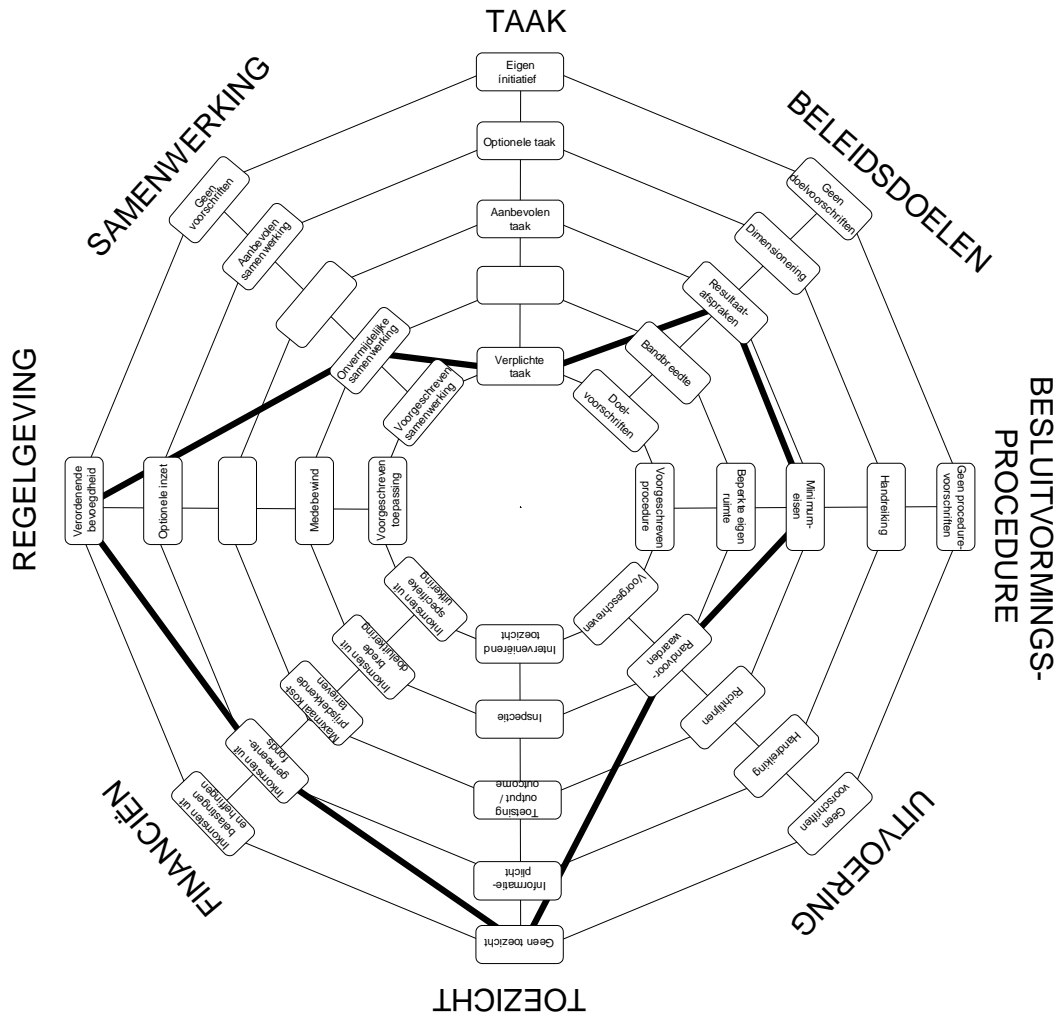 TAAK
Eigen
initiatief
Optionele taak
Aanbevolen
taak
Verplichte
taak
BELEIDSDOELEN
Geen
doelvoorschriften
Dimensionering
Resultaat-
afspraken
Bandbreedte
Doel-
voorschriften
BESLUITVORMINGS-
PROCEDURE
Geen procedure-
voorschriften
Handreiking
Minimum-
eisen
Beperkte eigen
ruimte
Voorgeschreven
procedure
UITVOERING
Geen
voorschriften
Handreiking
Richtlijnen
Randvoor-
waarden
Voorgeschreven
TOEZICHT
Geen toezicht
Informatie-
plicht
Toetsing
output /
outcome
Inspectie
Interveniërend
toezicht
FINANCIËN
Inkomsten uit
belastingen
en heffingen
Inkomsten uit
gemeente-
fonds
Maximaal kost-
prijsdekkende
tarieven
Inkomsten uit
brede
doeluitkering
Inkomsten uit
specifieke
uitkering
REGELGEVING
Verordenende
bevoegdheid
Optionele inzet
Medebewind
Voorgeschreven
toepassing
SAMENWERKING
Geen
voorschriften
Aanbevolen
samenwerking
Onvermijdelijke
samenwerking
Voorgeschreven
samenwerking